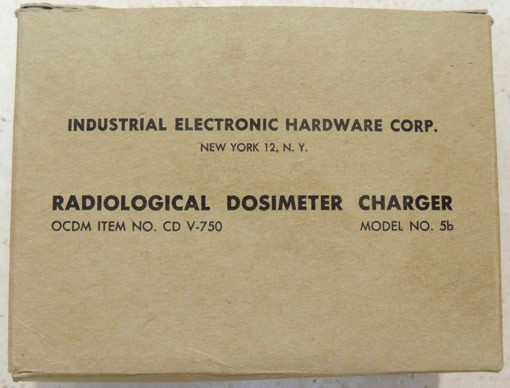 INDUSTRIAL ELECTRONIC HARDWARE CORP.
NEW YORK 12, N. Y.
RADIOLOGICAL DOSIMETER CHARGER
OCDM ITEM NO. CD V-750 MODEL NO. 5b